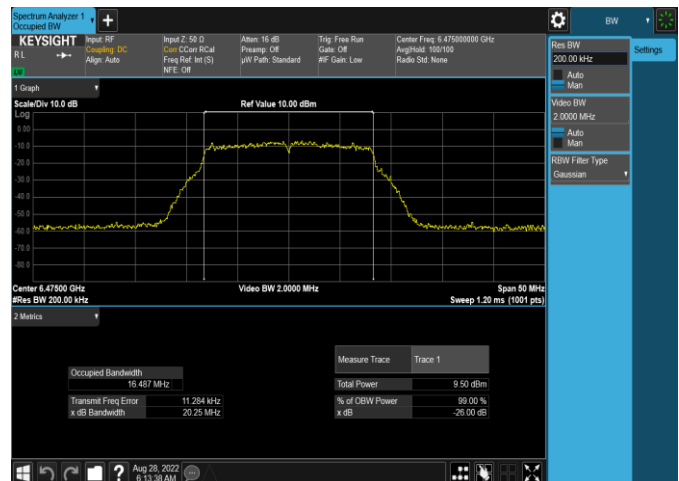 Spectrum Analyzer 1
Occupied BW
KEYSIGHT
R L
Input: RF
Coupling: DC
Align: Auto
Input Z: 50 Ω
Corr CCorr RCal
Freq Ref: Int (S)
NFE: Off
Atten: 16 dB
Preamp: Off
µW Path: Standard
Trig: Free Run
Gate: Off
#IF Gain: Low
Center Freq: 6.475000000 GHz
Avg|Hold: 100/100
Radio Std: None
1 Graph
Scale/Div 10.0 dB
Ref Value 10.00 dBm
Log
0.00
-10.0
-20.0
-30.0
-40.0
-50.0
-60.0
-70.0
-80.0
Center 6.47500 GHz
#Res BW 200.00 kHz
Video BW 2.0000 MHz
Span 50 MHz
Sweep 1.20 ms (1001 pts)
2 Metrics
Occupied Bandwidth
16.487 MHz
Transmit Freq Error 11.284 kHz
x dB Bandwidth 20.25 MHz
Measure Trace Trace 1
Total Power 9.50 dBm
% of OBW Power 99.00 %
x dB -26.00 dB
Aug 28, 2022
6:13:38 AM
BW
Res BW
200.00 kHz
Auto
Man
Video BW
2.0000 MHz
Auto
Man
RBW Filter Type
Gaussian
Settings